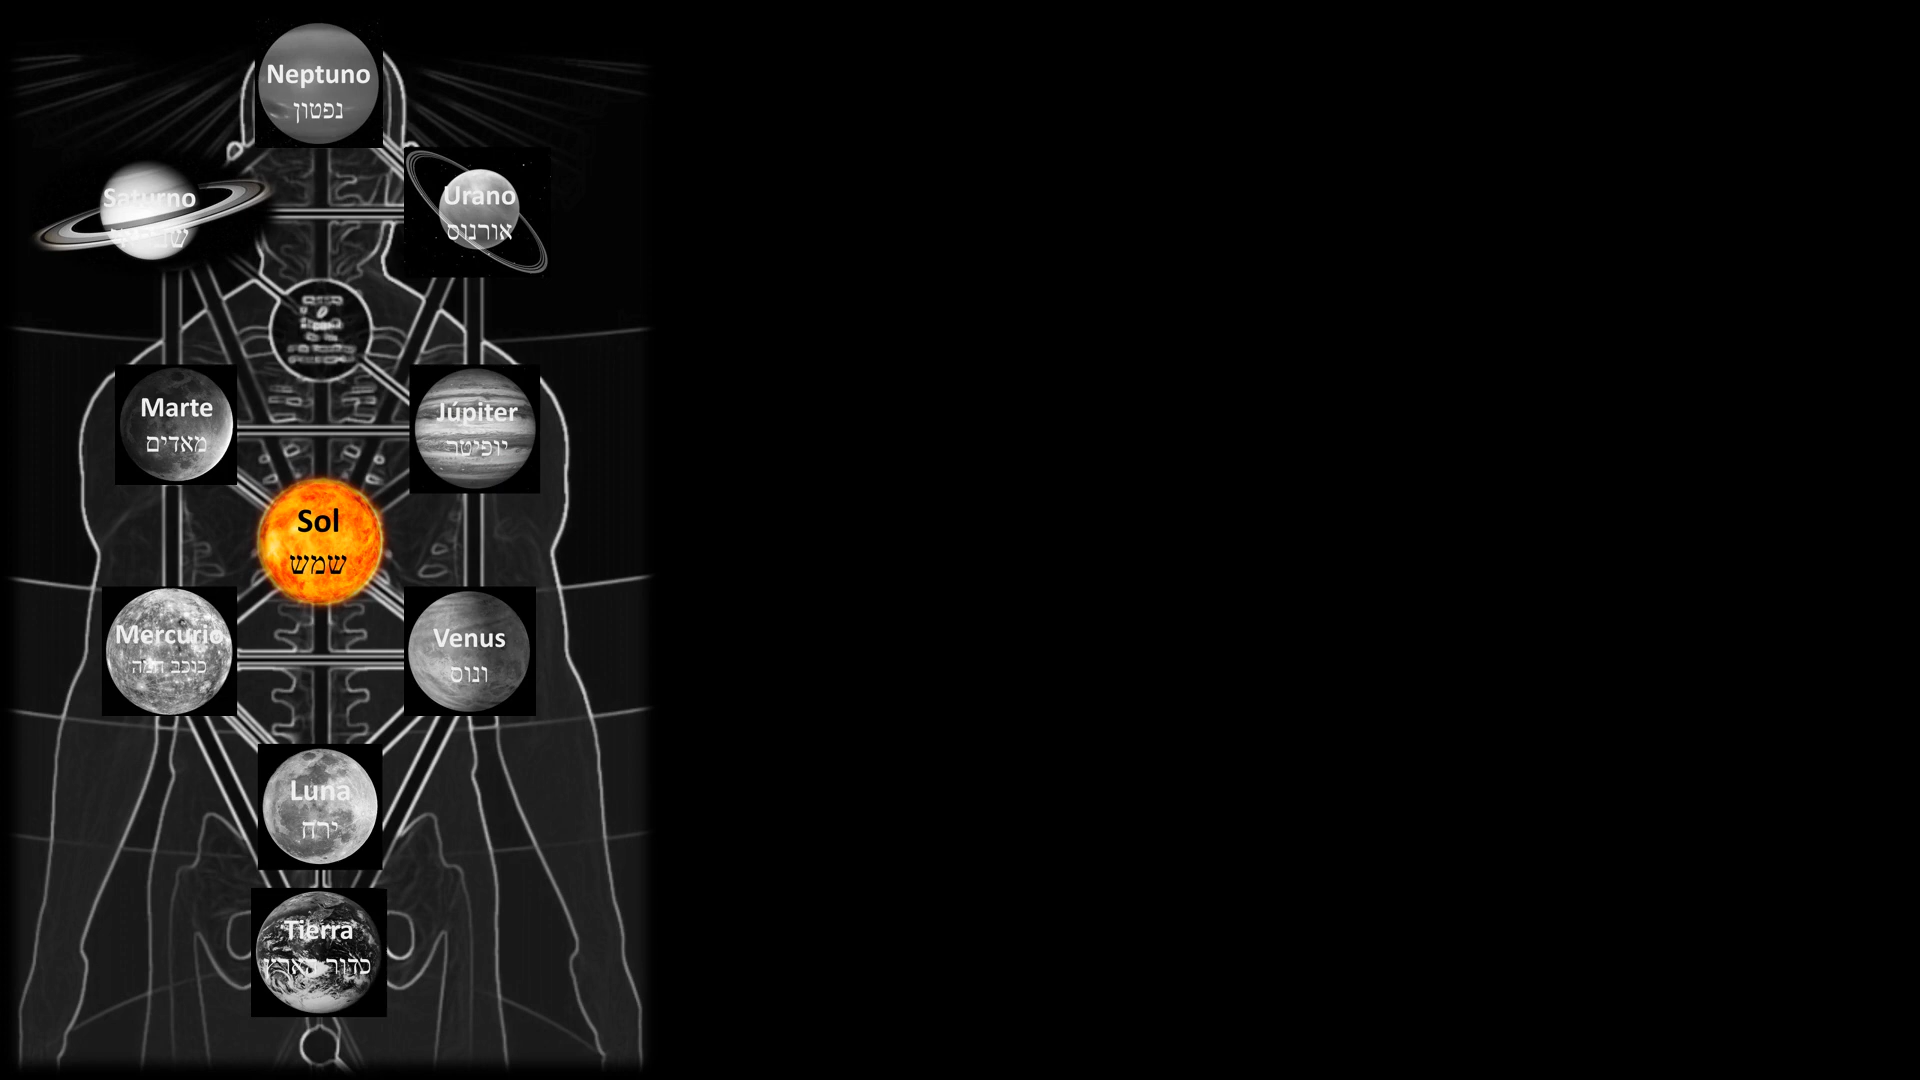 Neptuno
נפטון
Saturno
Urano
אורנוס
Marte
מאדים
Júpiter
יופיטר
Sol
שמש
Mercurio
כוכב חמה
Venus
ונוס
Luna
ירח
Tierra
כדור הארץ